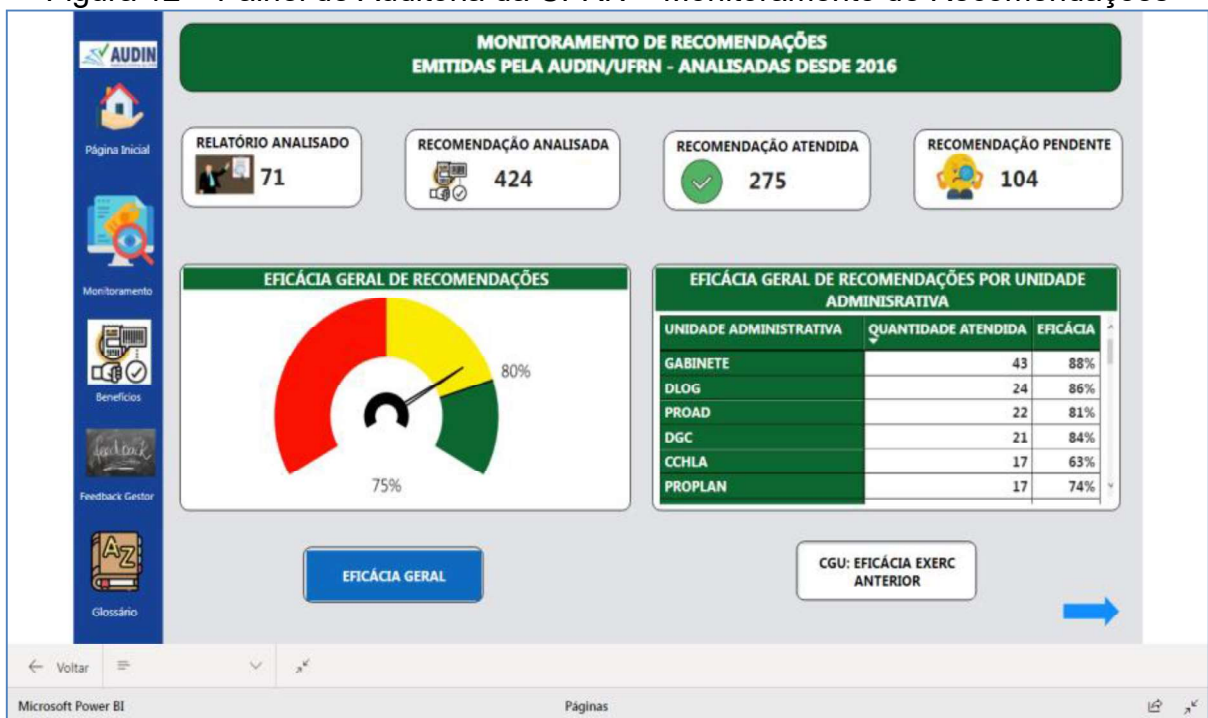 MONITORAMENTO DE RECOMENDAÇÕES
EMITIDAS PELA AUDIN/UFRN - ANALISADAS DESDE 2016
AUDIN
Página Inicial
Monitoramento
Benefícios
feedback
Feedback Gestor
AZ
Glossário
RELATÓRIO ANALISADO
71
RECOMENDAÇÃO ANALISADA
424
RECOMENDAÇÃO ATENDIDA
275
RECOMENDAÇÃO PENDENTE
104
EFICÁCIA GERAL DE RECOMENDAÇÕES
80%
75%
EFICÁCIA GERAL DE RECOMENDAÇÕES POR UNIDADE
ADMINISRATIVA
UNIDADE ADMINISTRATIVA QUANTIDADE ATENDIDA EFICÁCIA
GABINETE 43 88%
DLOG 24 86%
PROAD 22 81%
DGC 21 84%
CCHLA 17 63%
PROPLAN 17 74%
EFICÁCIA GERAL
CGU: EFICÁCIA EXERC
ANTERIOR
Voltar
Microsoft Power BI Páginas